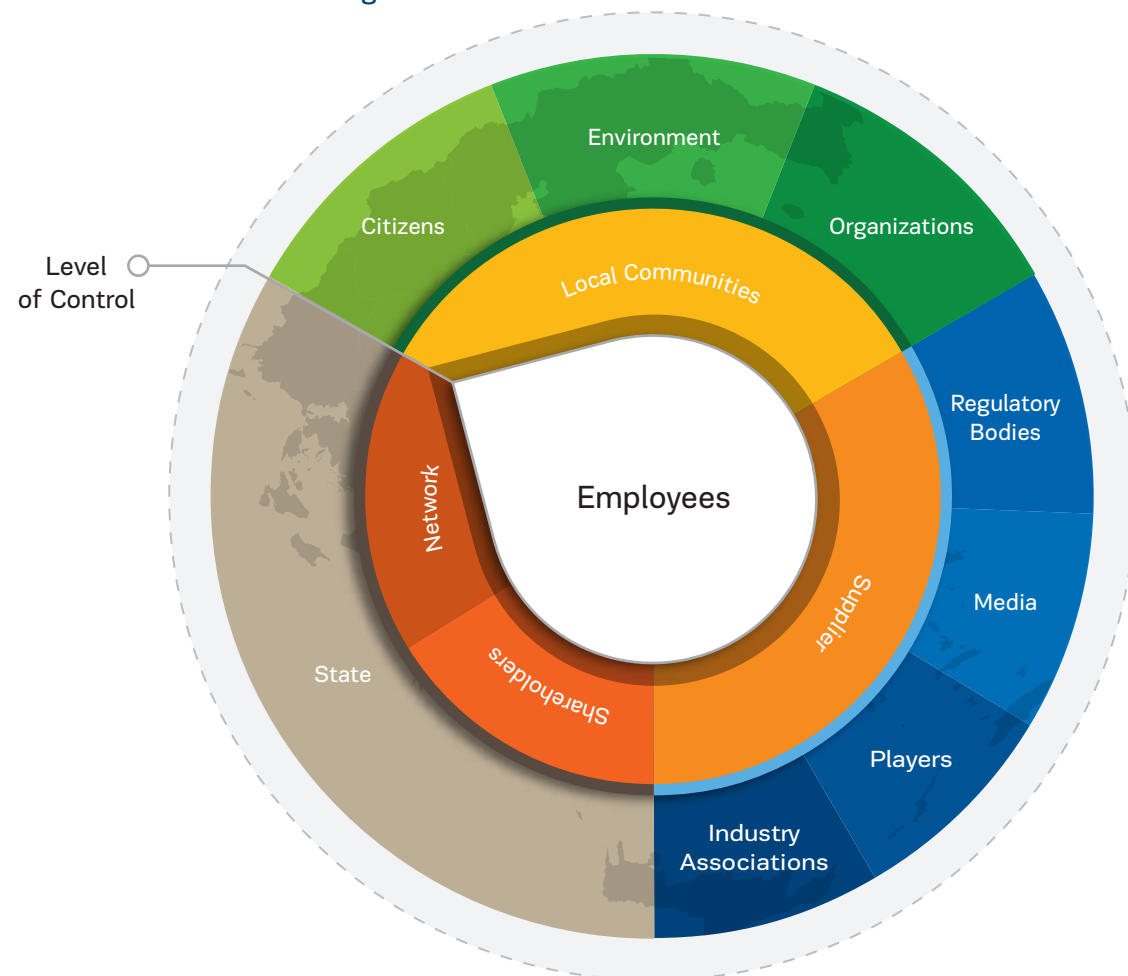 Environment
Citizens
Organizations
Level
of Control
Local Communities
Regulatory
Bodies
Employees
Network
Media
Supplier
State
Shareholders
Players
Industry
Associations